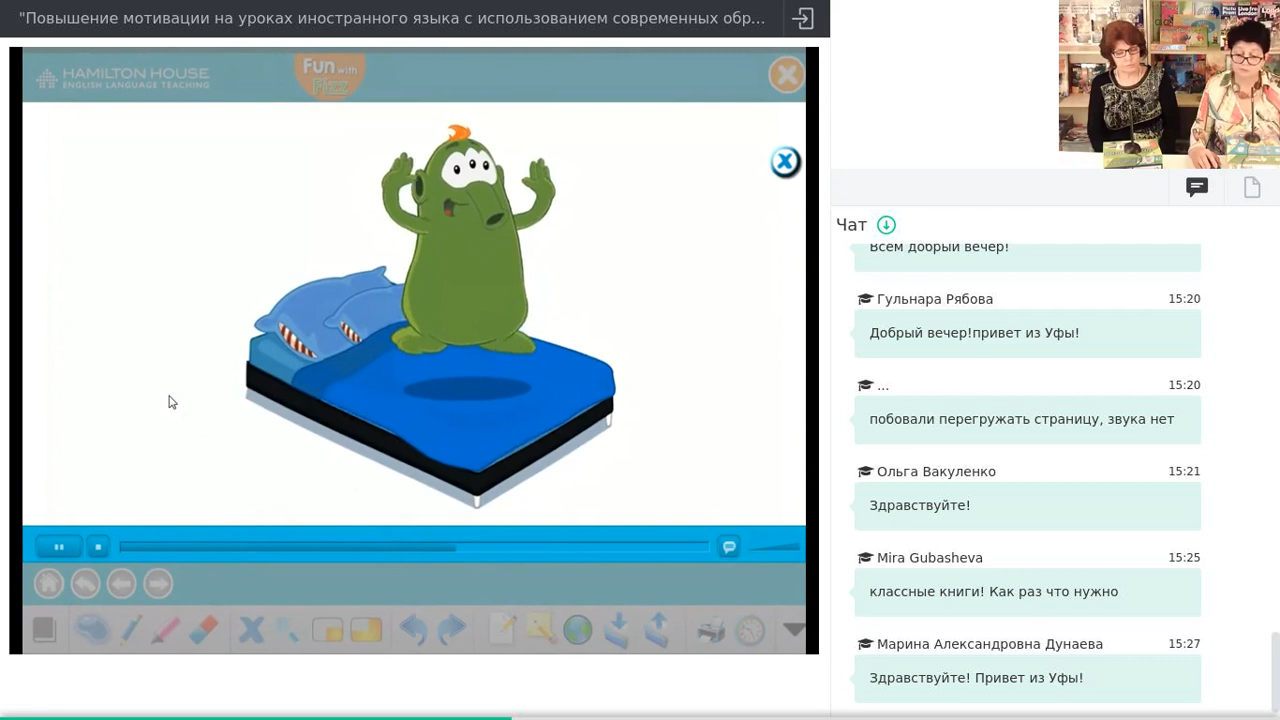 "Повышение мотивации на уроках иностранного языка с использованием современных обр...
HAMILTON HOUSE
ENGLISH LANGUAGE TEACHING
Fun with
Fizz
Чат
Всем добрый вечер!
Гульнара Рябова 15:20
Добрый вечер!привет из Уфы!
... 15:20
побовали перегружать страницу, звука нет
Ольга Вакуленко 15:21
Здравствуйте!
Mira Gubasheva 15:25
классные книги! Как раз что нужно
Марина Александровна Дунаева 15:27
Здравствуйте! Привет из Уфы!